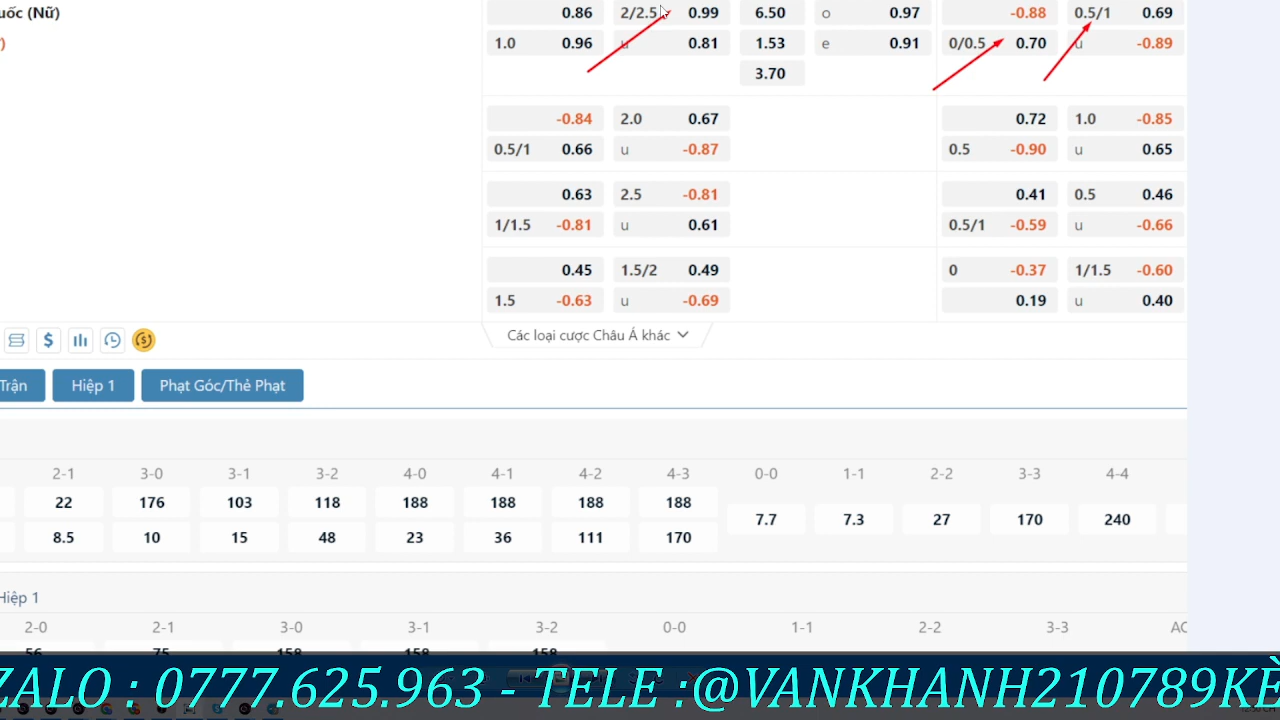 uốc (Nữ) 0.86 2/2.5 0.99 6.50 o 0.97 -0.88 0.5/1 0.69
1.0 0.96 u 0.81 1.53 e 0.91 0/0.5 0.70 u -0.89
3.70
-0.84 2.0 0.67 0.72 1.0 -0.85
0.5/1 0.66 u -0.87 0.5 -0.90 u 0.65
0.63 2.5 -0.81 0.41 0.5 0.46
1/1.5 -0.81 u 0.61 0.5/1 -0.59 u -0.66
0.45 1.5/2 0.49 0 -0.37 1/1.5 -0.60
1.5 -0.63 u -0.69 0.19 u 0.40
Các loại cược Châu Á khác
Trận Hiệp 1 Phạt Góc/Thẻ Phạt
2-1 3-0 3-1 3-2 4-0 4-1 4-2 4-3 0-0 1-1 2-2 3-3 4-4
22 176 103 118 188 188 188 188
7.7 7.3 27 170 240
8.5 10 15 48 23 36 111 170
Hiệp 1
2-0 2-1 3-0 3-1 3-2 0-0 1-1 2-2 3-3
56 75 158 158 158
ZALO : 0777.625.963 - TELE :@VANKHANH210789KÈ